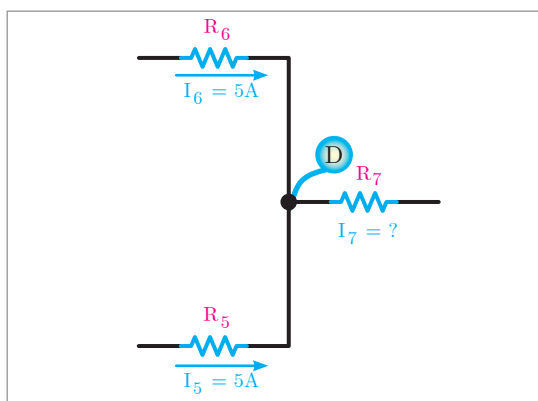 R6
I6 = 5A
D
R7
I7 = ?
R5
I5 = 5A